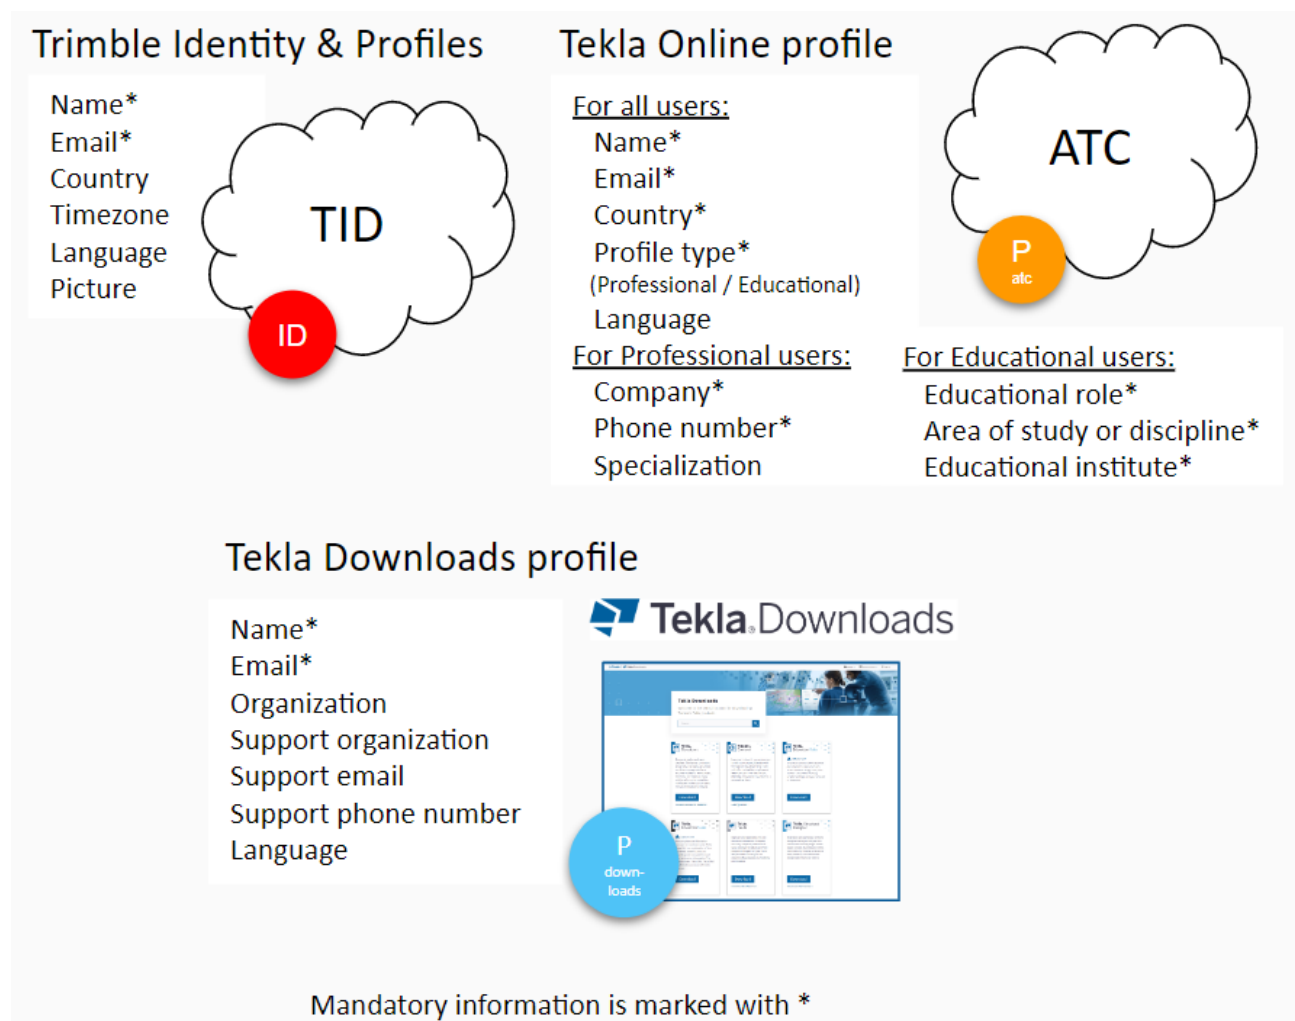 Trimble Identity & Profiles
Name*
Email*
Country
Timezone
Language
Picture
TID
ID
Tekla Online profile
For all users:
Name*
Email*
Country*
Profile type*
(Professional / Educational)
Language
For Professional users:
Company*
Phone number*
Specialization
ATC
P
atc
For Educational users:
Educational role*
Area of study or discipline*
Educational institute*
Tekla Downloads profile
Name*
Email*
Organization
Support organization
Support email
Support phone number
Language
Tekla.Downloads
Tekla Downloads
P
down-
loads
Mandatory information is marked with *